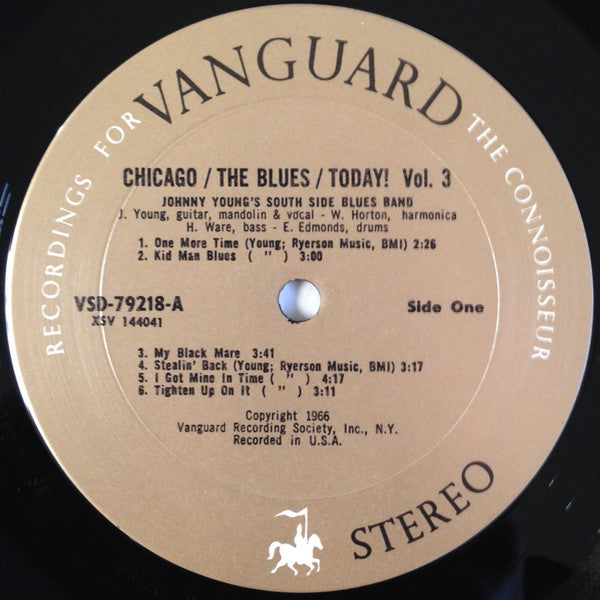 RECORDINGS FOR VANGUARD THE CONNOISSEUR
CHICAGO / THE BLUES / TODAY! Vol. 3
JOHNNY YOUNG'S SOUTH SIDE BLUES BAND
J. Young, guitar, mandolin & vocal - W. Horton, harmonica
H. Ware, bass - E. Edmonds, drums
1. One More Time (Young; Ryerson Music, BMI) 2:26
2. Kid Man Blues ( " ) 3:00
VSD-79218-A
Side One
XSV 144041
3. My Black Mare 3:41
4. Stealin' Back (Young; Ryerson Music, BMI) 3:17
5. I Got Mine In Time ( " ) 4:17
6. Tighten Up On It ( " ) 3:11
Copyright 1966
Vanguard Recording Society, Inc., N.Y.
Recorded in U.S.A.
STEREO